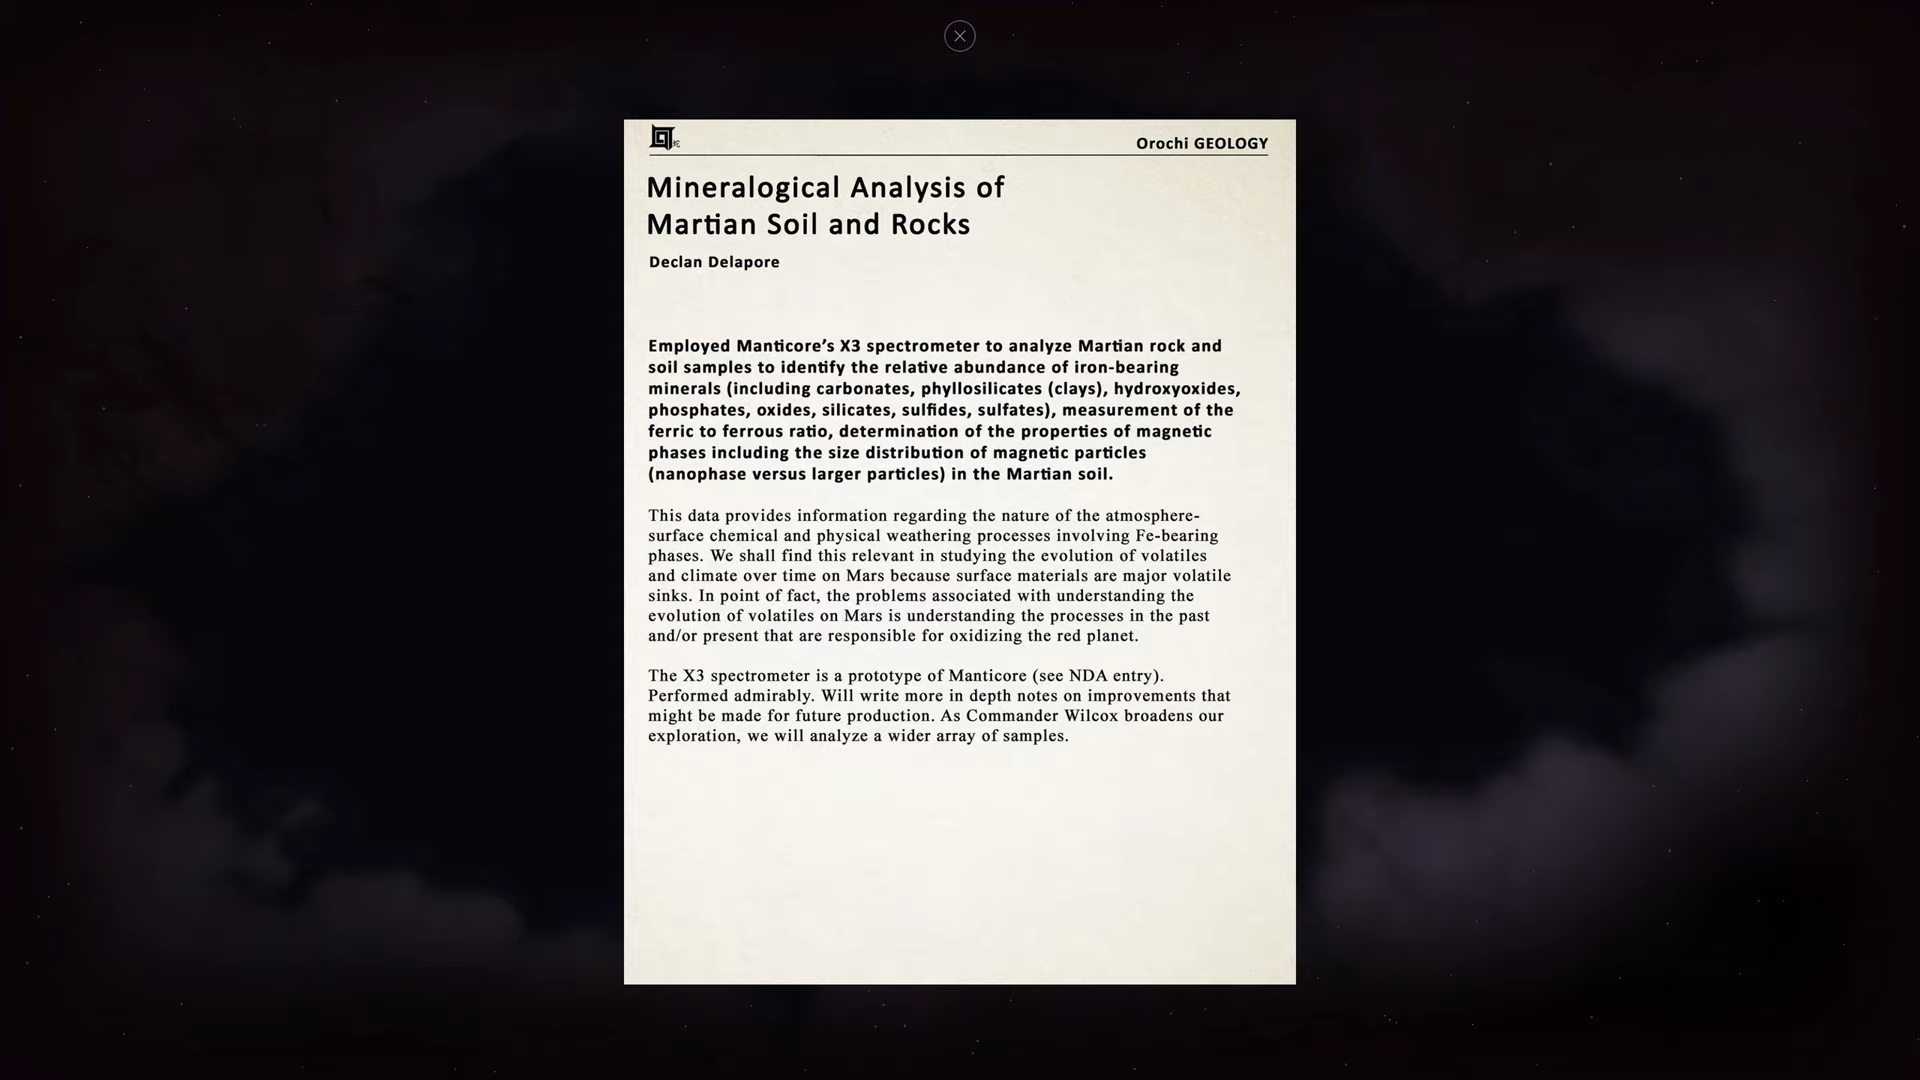 蛇
Orochi GEOLOGY
Mineralogical Analysis of
Martian Soil and Rocks
Declan Delapore
Employed Manticore’s X3 spectrometer to analyze Martian rock and
soil samples to identify the relative abundance of iron-bearing
minerals (including carbonates, phyllosilicates (clays), hydroxyoxides,
phosphates, oxides, silicates, sulfides, sulfates), measurement of the
ferric to ferrous ratio, determination of the properties of magnetic
phases including the size distribution of magnetic particles
(nanophase versus larger particles) in the Martian soil.
This data provides information regarding the nature of the atmosphere-
surface chemical and physical weathering processes involving Fe-bearing
phases. We shall find this relevant in studying the evolution of volatiles
and climate over time on Mars because surface materials are major volatile
sinks. In point of fact, the problems associated with understanding the
evolution of volatiles on Mars is understanding the processes in the past
and/or present that are responsible for oxidizing the red planet.
The X3 spectrometer is a prototype of Manticore (see NDA entry).
Performed admirably. Will write more in depth notes on improvements that
might be made for future production. As Commander Wilcox broadens our
exploration, we will analyze a wider array of samples.